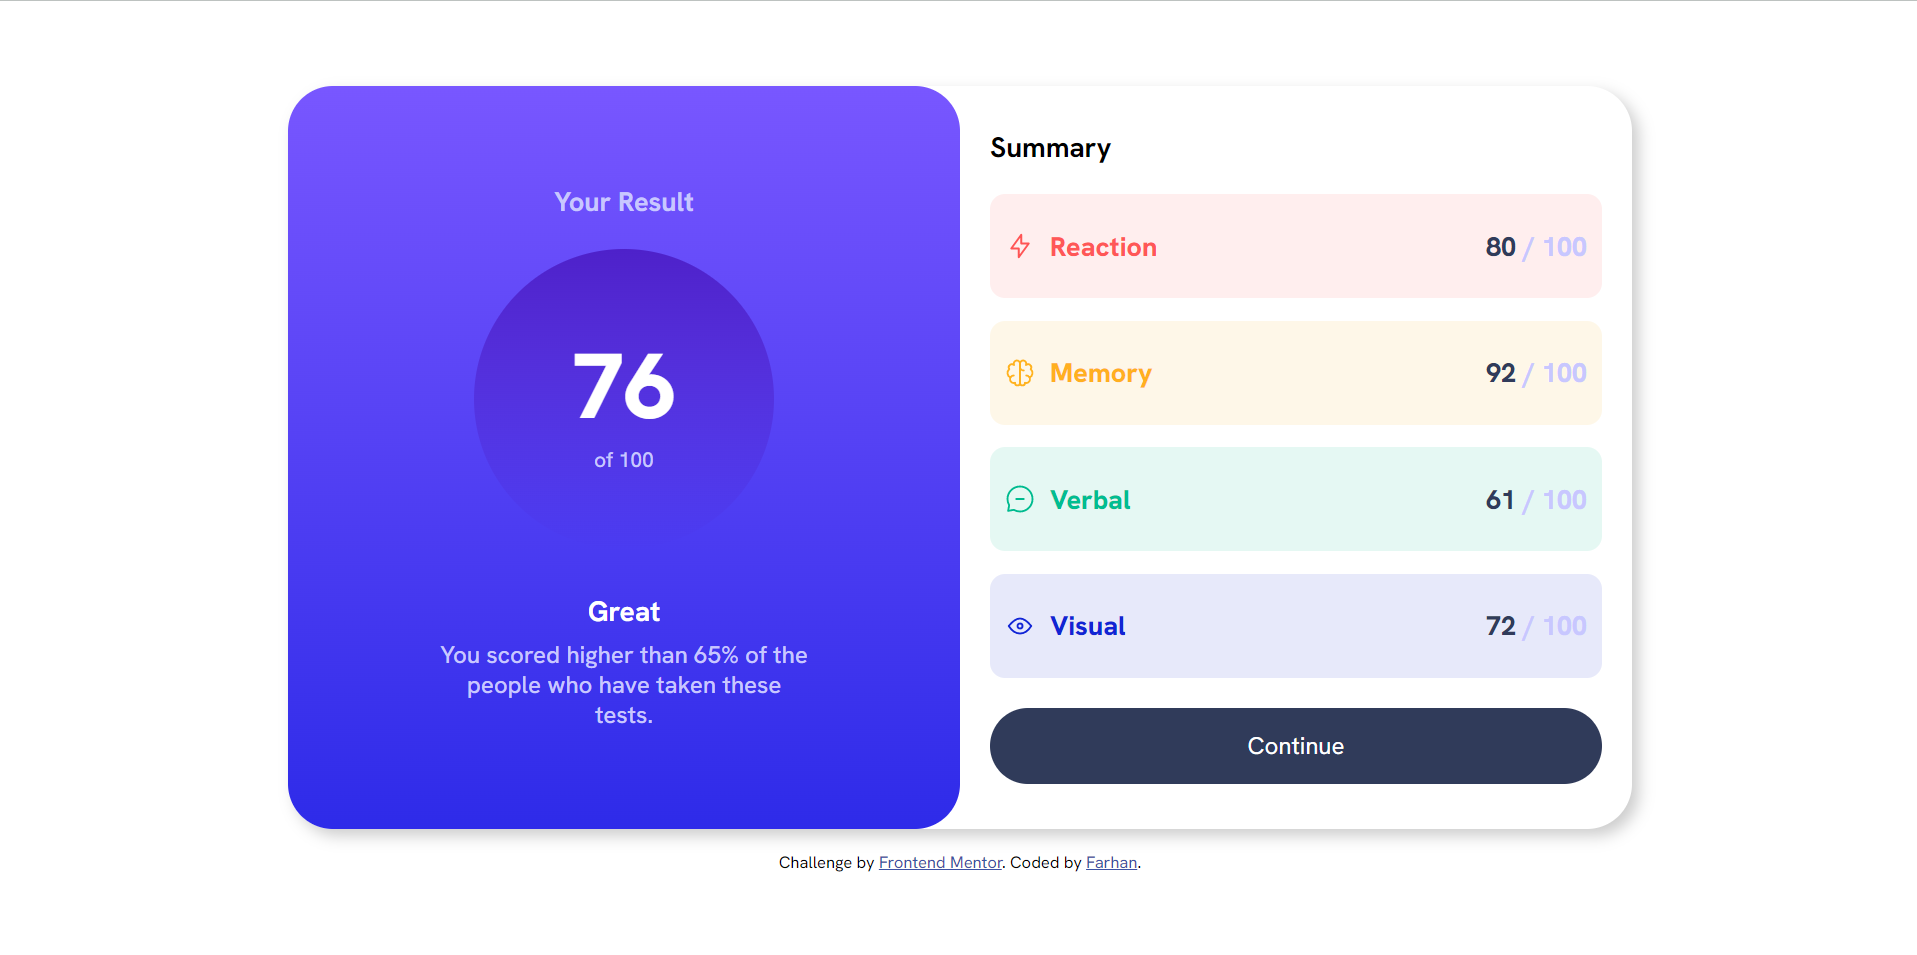 Your Result
76
of 100
Great
You scored higher than 65% of the
people who have taken these
tests.
Summary
Reaction 80 / 100
Memory 92 / 100
Verbal 61 / 100
Visual 72 / 100
Continue
Challenge by Frontend Mentor. Coded by Farhan.